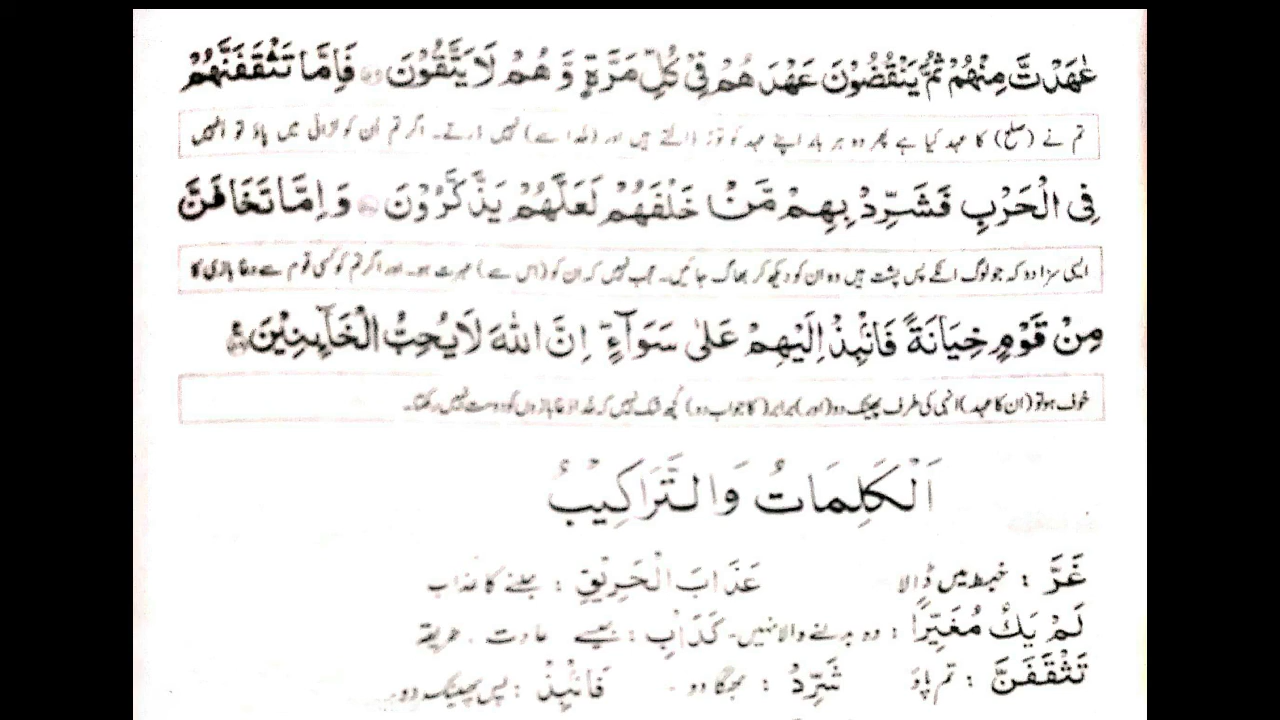 عٰهَدْتَّ مِنْهُمْ ثُمَّ يَنْقُضُوْنَ عَهْدَهُمْ فِيْ كُلِّ مَرَّةٍ وَّ هُمْ لَا يَتَّقُوْنَ فَاِمَّا تَثْقَفَنَّهُمْ
تم نے (صلح) کا عہد کیا ہے پھر وہ ہر بار اپنے عہد کو توڑ ڈالتے ہیں اور (خدا سے) نہیں ڈرتے۔ اگر تم ان کو لڑائی میں پاؤ تو انہیں
فِى الْحَرْبِ فَشَرِّدْ بِهِمْ مَّنْ خَلْفَهُمْ لَعَلَّهُمْ يَذَّكَّرُوْنَ وَ اِمَّا تَخَافَنَّ
ایسی سزا دو کہ جو لوگ انکے پس پشت ہیں وہ ان کو دیکھ کر بھاگ جائیں۔ عجب نہیں کہ ان کو (اس سے) عبرت ہو۔ اور اگر تم کو کسی قوم سے دغا بازی کا
مِنْ قَوْمٍ خِيَانَةً فَانْۢبِذْ اِلَيْهِمْ عَلٰى سَوَآءٍ اِنَّ اللّٰهَ لَا يُحِبُّ الْخَآىِٕنِيْنَ
خوف ہو تو (ان کا عہد) انہی کی طرف پھینک دو (اور) برابر (کا جواب دو) کچھ شک نہیں کہ خدا دغا بازوں کو دوست نہیں رکھتا۔
اَلْكَلِمَاتُ وَالتَّرَاكِيْبُ
غَرَّ : خبط میں ڈالا عَذَابَ الْحَرِيْقِ : جلنے کا عذاب
لَمْ يَكُ مُغَيِّرًا : وہ بدلنے والا نہیں۔ كَدَاْبِ : جیسے عادت ، طریقہ
تَثْقَفَنَّ : تم پاؤ شَرِّدْ : بھگا دو ۔ فَانْۢبِذْ : پس پھینک دو۔